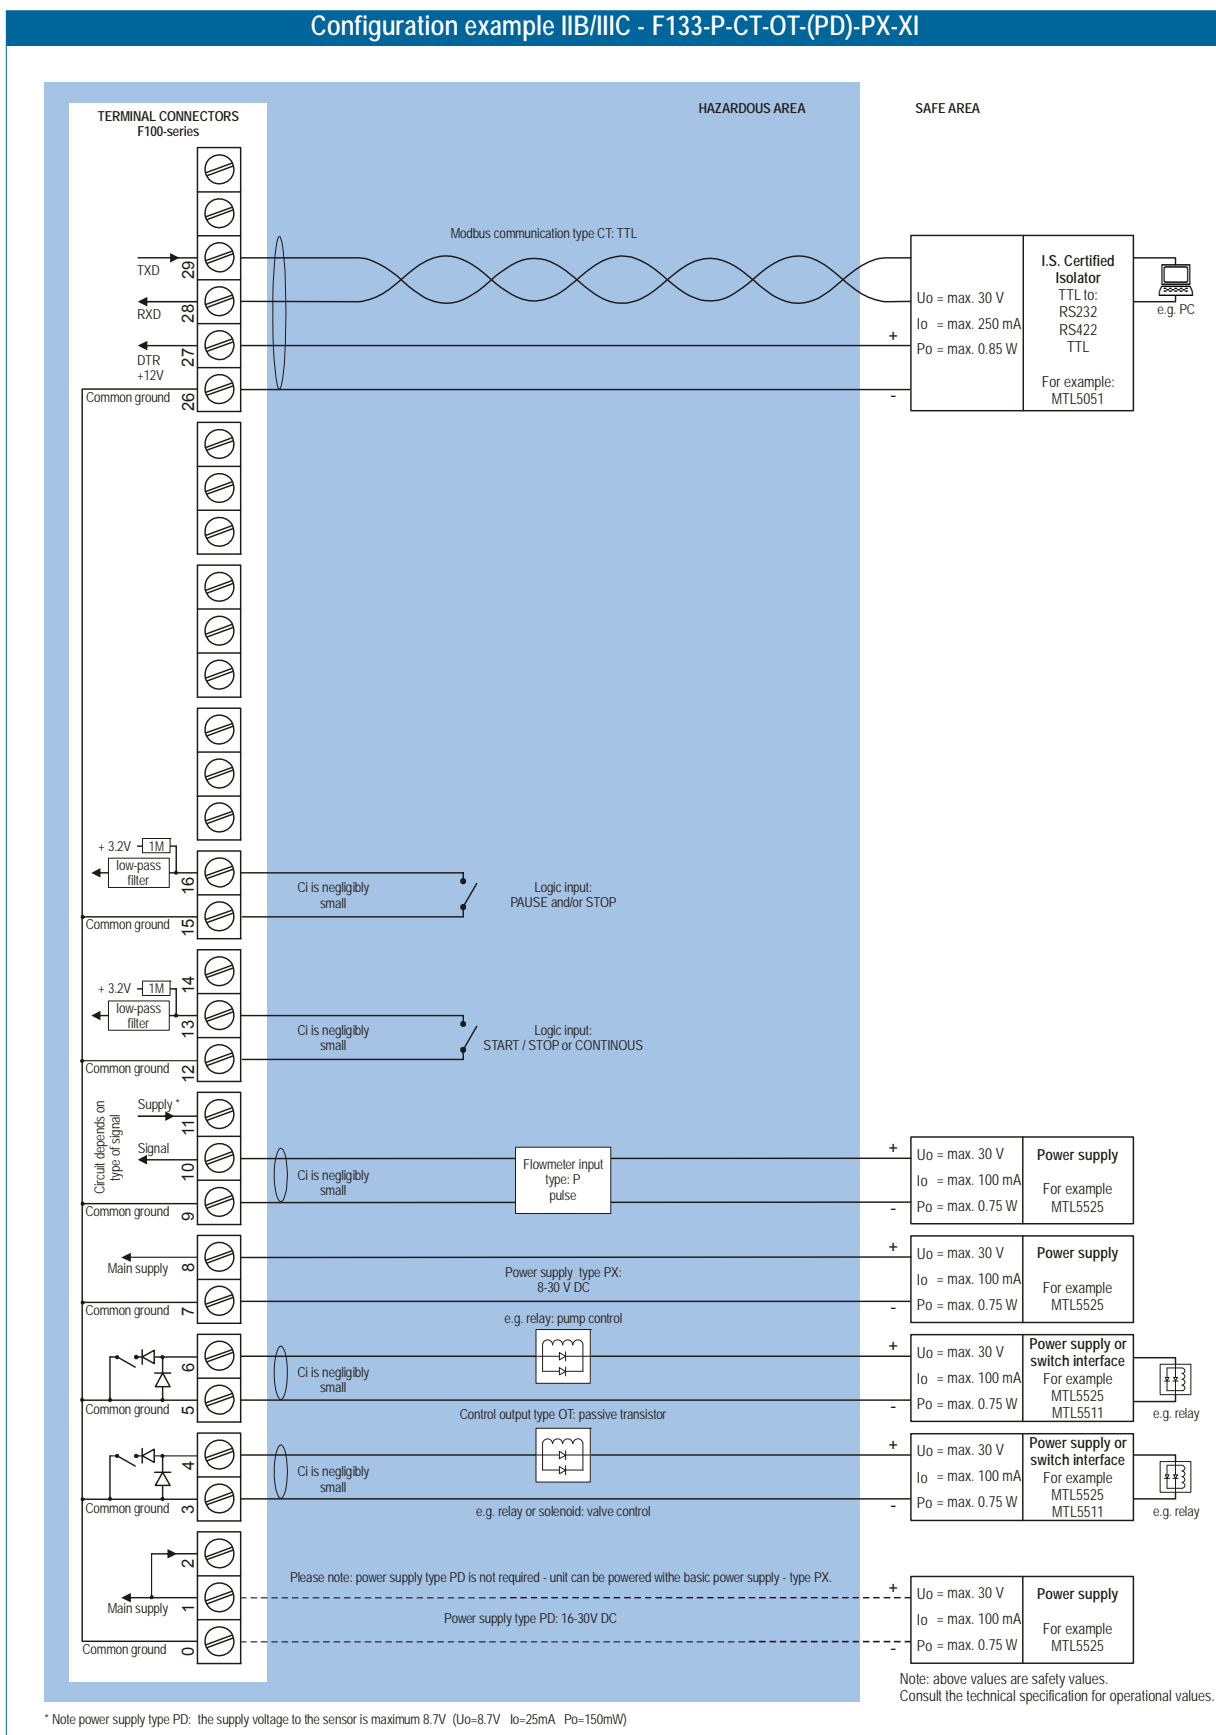 Configuration example IIB/IIIC - F133-P-CT-OT-(PD)-PX-XI
TERMINAL CONNECTORS
F100-series
HAZARDOUS AREA
SAFE AREA
Modbus communication type CT: TTL
TXD
29
RXD
28
DTR
+12V
27
Common ground
26
+
-
Uo = max. 30 V
Io = max. 250 mA
Po = max. 0.85 W
I.S. Certified
Isolator
TTL to:
RS232
RS422
TTL
For example:
MTL5051
e.g. PC
+ 3.2V
1M
low-pass
filter
16
Common ground
15
Ci is negligibly
small
Logic input:
PAUSE and/or STOP
14
+ 3.2V
1M
low-pass
filter
13
Common ground
12
Ci is negligibly
small
Logic input:
START / STOP or CONTINOUS
Circuit depends on
type of signal
Supply *
11
Signal
10
Common ground
9
Ci is negligibly
small
Flowmeter input
type: P
pulse
+
-
Uo = max. 30 V
Io = max. 100 mA
Po = max. 0.75 W
Power supply
For example
MTL5525
Main supply
8
Common ground
7
Power supply type PX:
8-30 V DC
+
-
Uo = max. 30 V
Io = max. 100 mA
Po = max. 0.75 W
Power supply
For example
MTL5525
e.g. relay: pump control
6
Common ground
5
Ci is negligibly
small
Control output type OT: passive transistor
+
-
Uo = max. 30 V
Io = max. 100 mA
Po = max. 0.75 W
Power supply or
switch interface
For example
MTL5525
MTL5511
e.g. relay
4
Common ground
3
Ci is negligibly
small
e.g. relay or solenoid: valve control
+
-
Uo = max. 30 V
Io = max. 100 mA
Po = max. 0.75 W
Power supply or
switch interface
For example
MTL5525
MTL5511
e.g. relay
2
Please note: power supply type PD is not required - unit can be powered withe basic power supply - type PX.
Main supply
1
Power supply type PD: 16-30V DC
Common ground
0
+
-
Uo = max. 30 V
Io = max. 100 mA
Po = max. 0.75 W
Power supply
For example
MTL5525
Note: above values are safety values.
Consult the technical specification for operational values.
* Note power supply type PD: the supply voltage to the sensor is maximum 8.7V (Uo=8.7V Io=25mA Po=150mW)